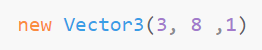 new Vector3(3, 8 ,1)